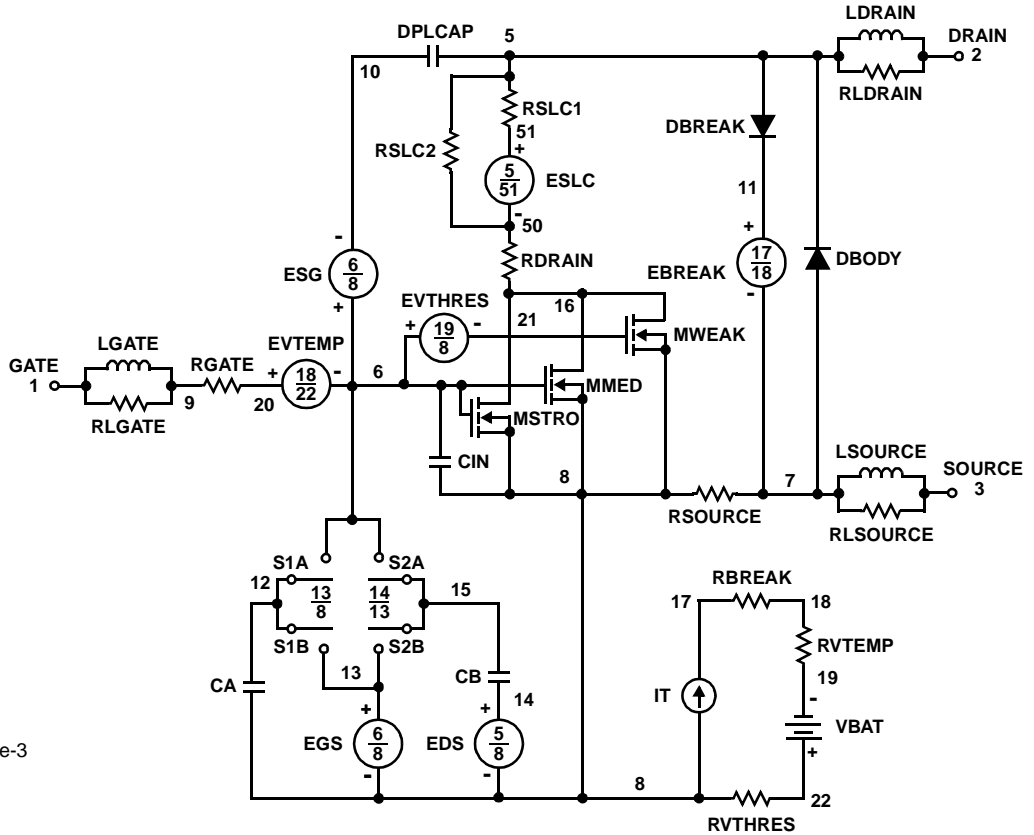 LDRAIN
DPLCAP 5 DRAIN
10 2
RLDRAIN
RSLC1
DBREAK
51
RSLC2 +
5
51 ESLC
11
- 50
- +
RDRAIN 17
18
6
8 ESG
EBREAK DBODY
+ EVTHRES 16 -
21
+ 19
8 -
MWEAK
LGATE EVTEMP
GATE RGATE + 18
22 - 6
1 MMED
9 20
RLGATE MSTRO
LSOURCE
CIN SOURCE
8 7 3
RSOURCE
RLSOURCE
S1A S2A
12 13
8 14
13 15
RBREAK
17 18
S1B S2B
RVTEMP
13 CB
CA 14 19
IT -
+ +
VBAT
EGS 6
8 EDS 5
8
+
e-3
- -
8 22
RVTHRES